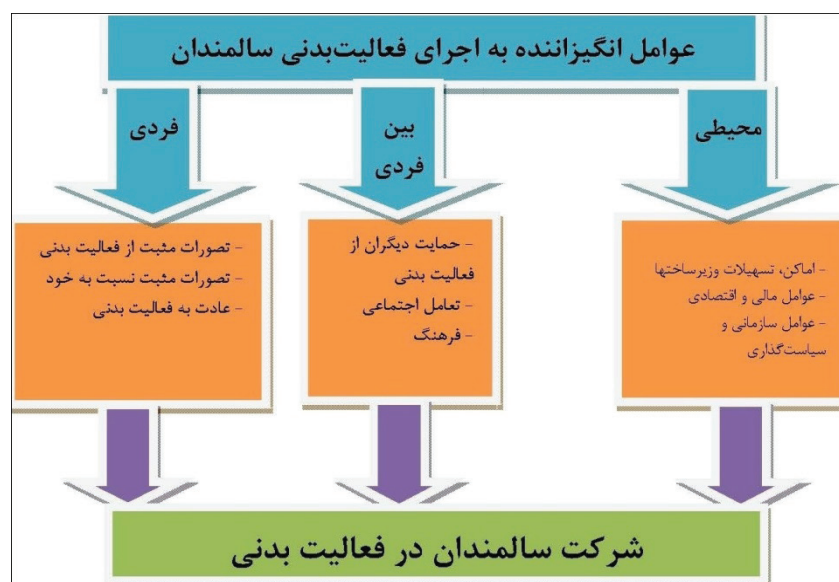 عوامل انگیزاننده به اجرای فعالیت‌بدنی سالمندان
محیطی
بین
فردی
فردی
- اماکن، تسهیلات وزیرساختها
- عوامل مالی و اقتصادی
- عوامل سازمانی و
سیاست‌گذاری
- حمایت دیگران از
فعالیت بدنی
- تعامل اجتماعی
- فرهنگ
- تصورات مثبت از فعالیت بدنی
- تصورات مثبت نسبت به خود
- عادت به فعالیت بدنی
شرکت سالمندان در فعالیت بدنی